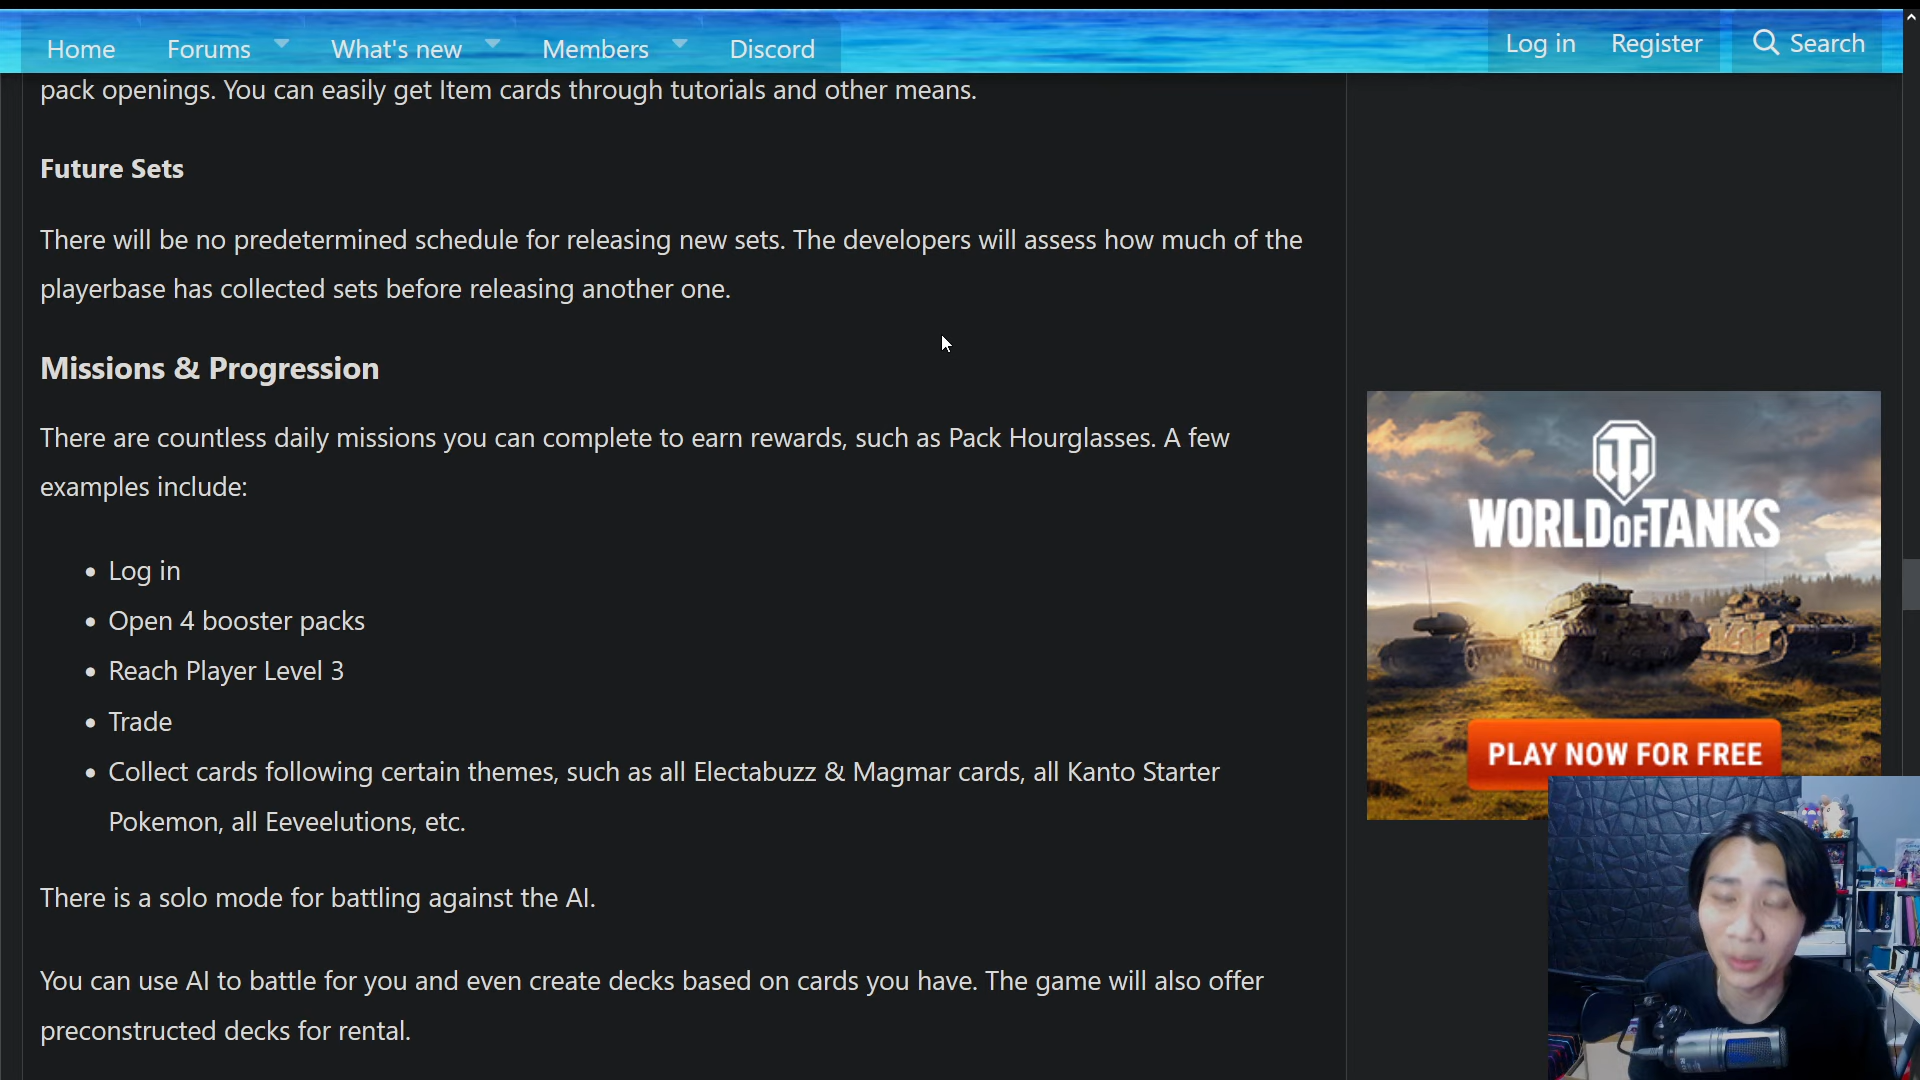 Home Forums What's new Members Discord Log in Register Search
pack openings. You can easily get Item cards through tutorials and other means.
Future Sets
There will be no predetermined schedule for releasing new sets. The developers will assess how much of the
playerbase has collected sets before releasing another one.
Missions & Progression
There are countless daily missions you can complete to earn rewards, such as Pack Hourglasses. A few
examples include:
• Log in
• Open 4 booster packs
• Reach Player Level 3
• Trade
• Collect cards following certain themes, such as all Electabuzz & Magmar cards, all Kanto Starter
Pokemon, all Eeveelutions, etc.
There is a solo mode for battling against the AI.
You can use AI to battle for you and even create decks based on cards you have. The game will also offer
preconstructed decks for rental.
WORLD OF TANKS
PLAY NOW FOR FREE